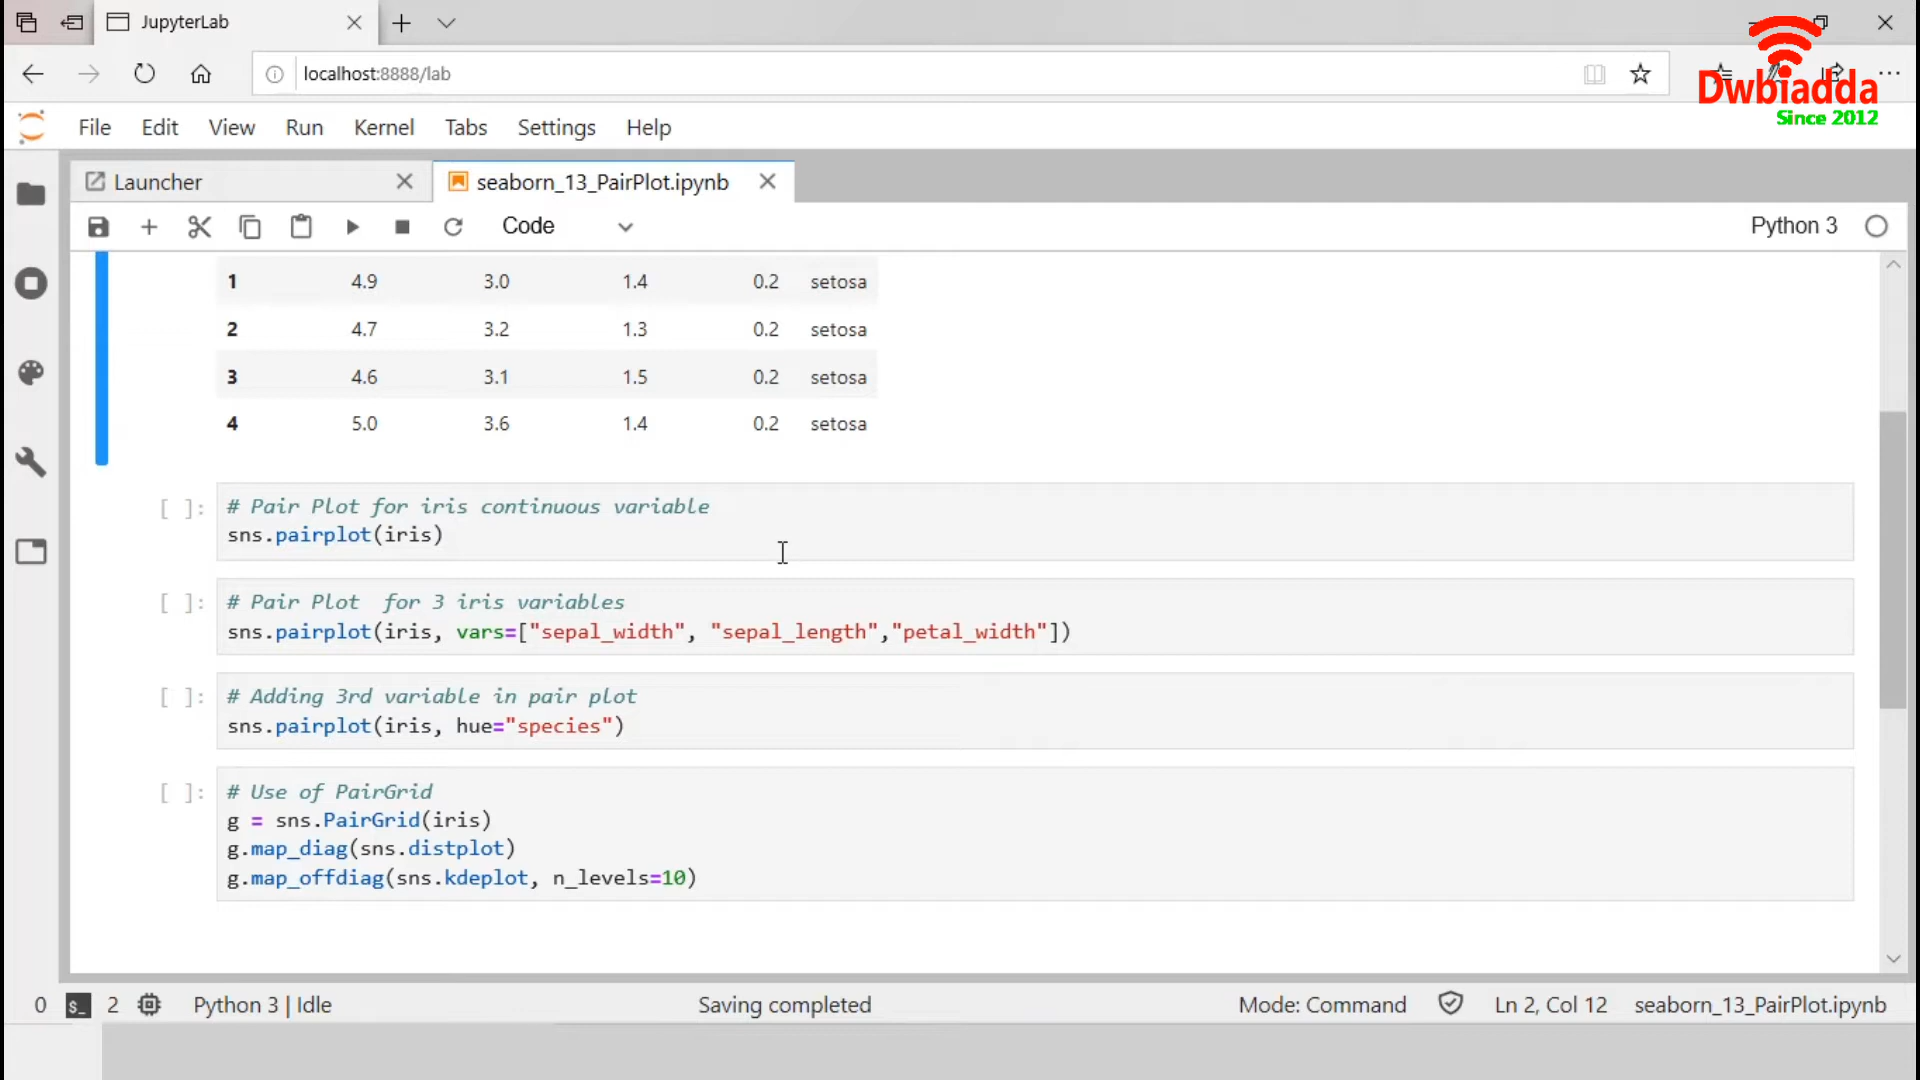 JupyterLab
localhost:8888/lab
Dwbiadda
Since 2012
File Edit View Run Kernel Tabs Settings Help
Launcher seaborn_13_PairPlot.ipynb
Code Python 3
1 4.9 3.0 1.4 0.2 setosa
2 4.7 3.2 1.3 0.2 setosa
3 4.6 3.1 1.5 0.2 setosa
4 5.0 3.6 1.4 0.2 setosa
[ ]: # Pair Plot for iris continuous variable
sns.pairplot(iris)
[ ]: # Pair Plot  for 3 iris variables
sns.pairplot(iris, vars=["sepal_width", "sepal_length","petal_width"])
[ ]: # Adding 3rd variable in pair plot
sns.pairplot(iris, hue="species")
[ ]: # Use of PairGrid
g = sns.PairGrid(iris)
g.map_diag(sns.distplot)
g.map_offdiag(sns.kdeplot, n_levels=10)
0 $_ 2 Python 3 | Idle Saving completed Mode: Command Ln 2, Col 12 seaborn_13_PairPlot.ipynb